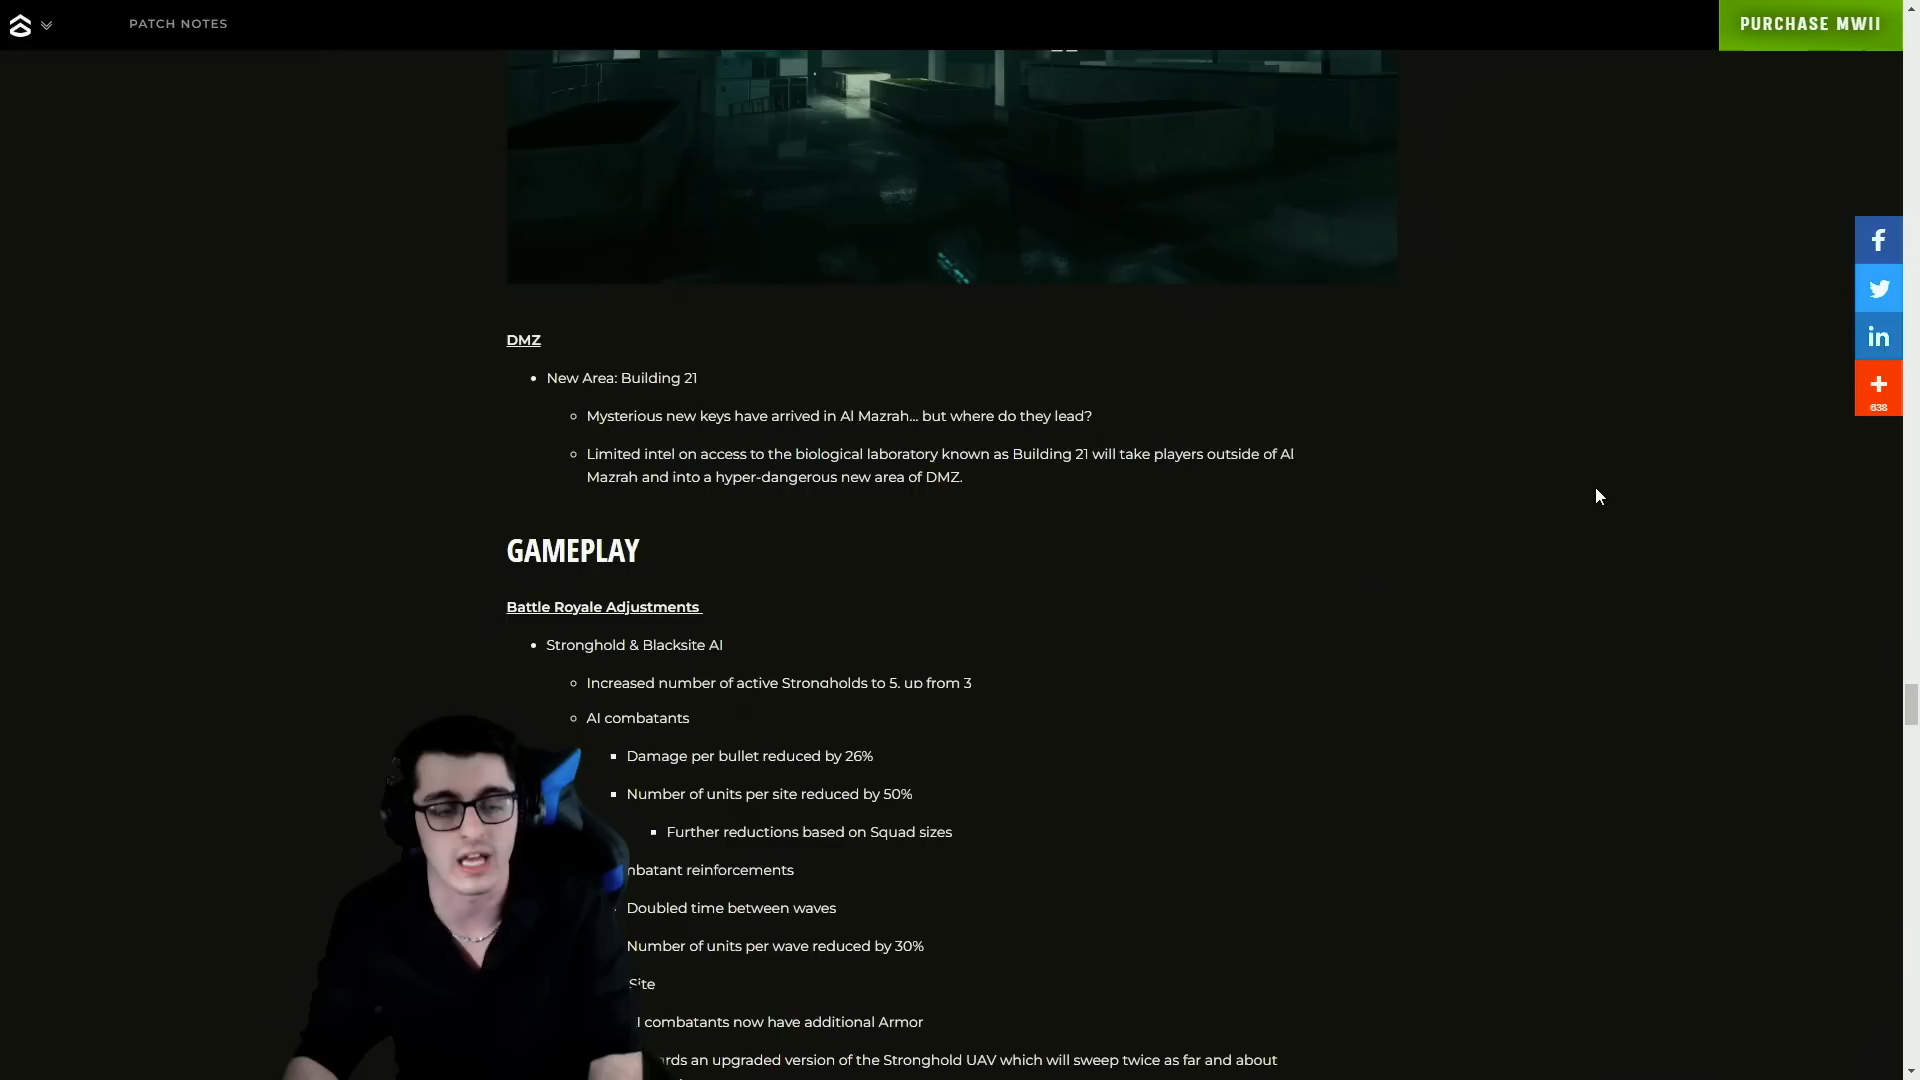 PATCH NOTES
PURCHASE MWII
638
DMZ
New Area: Building 21
Mysterious new keys have arrived in Al Mazrah... but where do they lead?
Limited intel on access to the biological laboratory known as Building 21 will take players outside of Al
Mazrah and into a hyper-dangerous new area of DMZ.
GAMEPLAY
Battle Royale Adjustments
Stronghold & Blacksite AI
Increased number of active Strongholds to 5, up from 3
AI combatants
Damage per bullet reduced by 26%
Number of units per site reduced by 50%
Further reductions based on Squad sizes
reinforcements
Doubled time between waves
Number of units per wave reduced by 30%
Site
combatants now have additional Armor
an upgraded version of the Stronghold UAV which will sweep twice as far and about